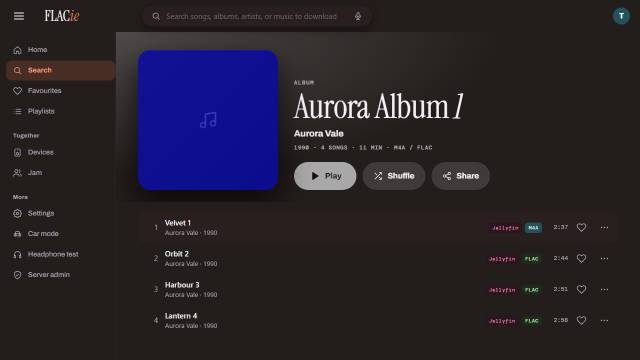 FLACie
Search songs, albums, artists, or music to download
T
Home
Search
Favourites
Playlists
Together
Devices
Jam
More
Settings
Car mode
Headphone test
Server admin
ALBUM
Aurora Album 1
Aurora Vale
1990 · 4 SONGS · 11 MIN · M4A / FLAC
Play Shuffle Share
1 Velvet 1 Jellyfin M4A 2:37
Aurora Vale · 1990
2 Orbit 2 Jellyfin FLAC 2:44
Aurora Vale · 1990
3 Harbour 3 Jellyfin FLAC 2:51
Aurora Vale · 1990
4 Lantern 4 Jellyfin FLAC 2:58
Aurora Vale · 1990